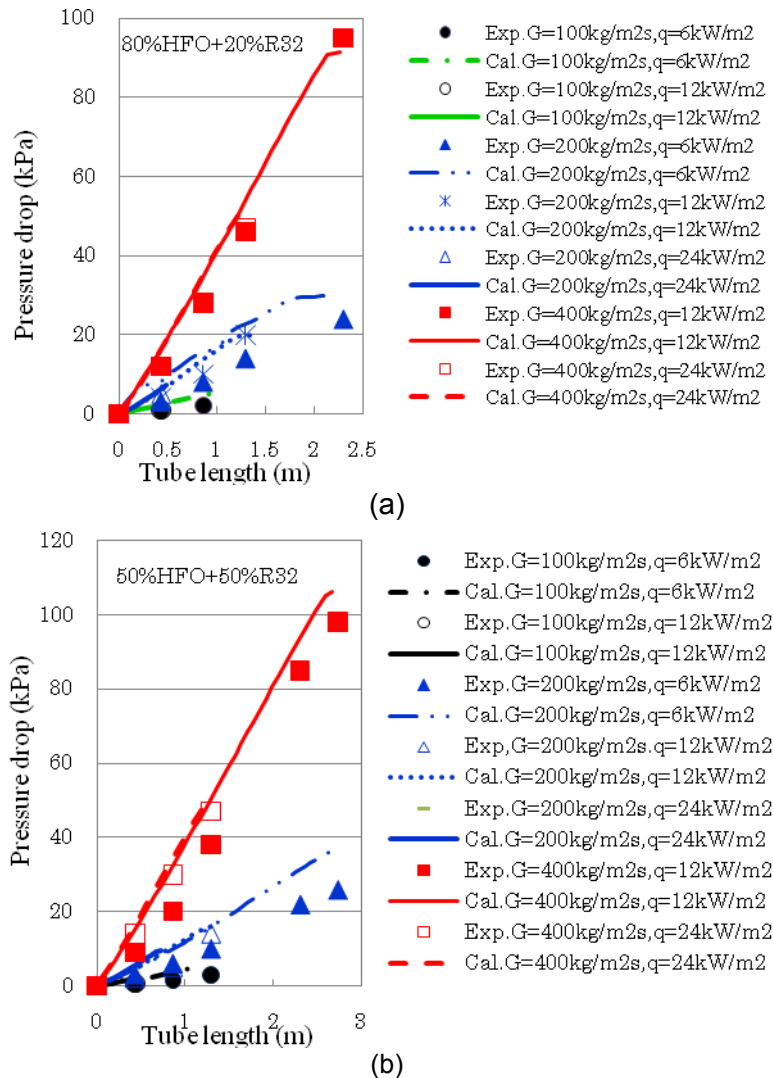 80%HFO+20%R32
Pressure drop (kPa)
100
80
60
40
20
0
0
0.5
1
1.5
2
2.5
Tube length (m)
Exp.G=100kg/m2s,q=6kW/m2
Cal.G=100kg/m2s,q=6kW/m2
Exp.G=100kg/m2s,q=12kW/m2
Cal.G=100kg/m2s,q=12kW/m2
Exp.G=200kg/m2s,q=6kW/m2
Cal.G=200kg/m2s,q=6kW/m2
Exp.G=200kg/m2s,q=12kW/m2
Cal.G=200kg/m2s,q=12kW/m2
Exp.G=200kg/m2s,q=24kW/m2
Cal.G=200kg/m2s,q=24kW/m2
Exp.G=400kg/m2s,q=12kW/m2
Cal.G=400kg/m2s,q=12kW/m2
Exp.G=400kg/m2s,q=24kW/m2
Cal.G=400kg/m2s,q=24kW/m2
(a)
50%HFO+50%R32
Pressure drop (kPa)
120
100
80
60
40
20
0
0
1
2
3
Tube length (m)
Exp.G=100kg/m2s,q=6kW/m2
Cal.G=100kg/m2s,q=6kW/m2
Exp.G=100kg/m2s,q=12kW/m2
Cal.G=100kg/m2s,q=12kW/m2
Exp.G=200kg/m2s,q=6kW/m2
Cal.G=200kg/m2s,q=6kW/m2
Exp,G=200kg/m2s.q=12kW/m2
Cal.G=200kg/m2s,q=12kW/m2
Exp.G=200kg/m2s,q=24kW/m2
Cal.G=200kg/m2s,q=24kW/m2
Exp.G=400kg/m2s,q=12kW/m2
Cal.G=400kg/m2s,q=12kW/m2
Exp.G=400kg/m2s,q=24kW/m2
Cal.G=400kg/m2s,q=24kW/m2
(b)